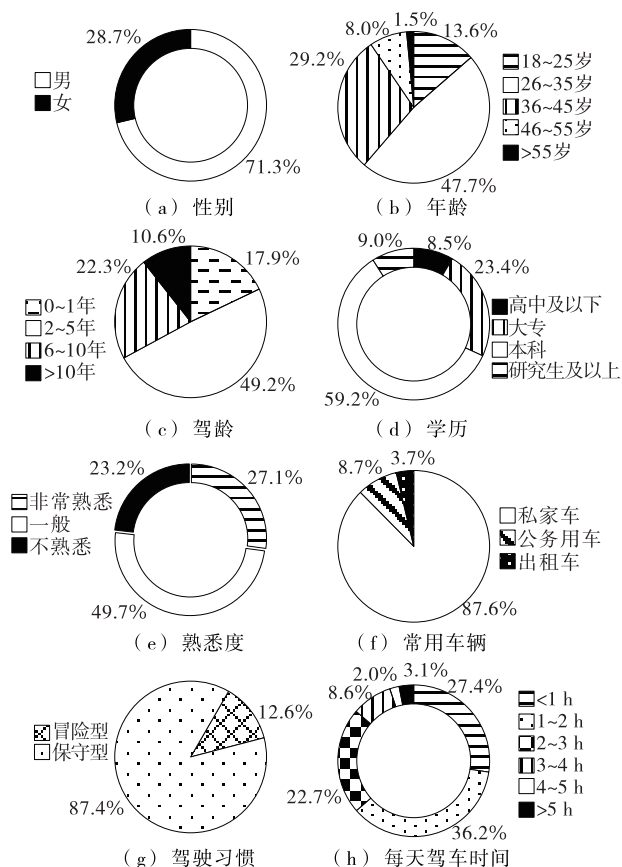 28.7%
男
女
71.3%
(a) 性别
1.5%
8.0%
13.6%
29.2%
18~25岁
26~35岁
36~45岁
46~55岁
>55岁
47.7%
(b) 年龄
10.6%
17.9%
22.3%
0~1年
2~5年
6~10年
>10年
49.2%
(c) 驾龄
9.0%
8.5%
23.4%
高中及以下
大专
本科
研究生及以上
59.2%
(d) 学历
23.2%
27.1%
非常熟悉
一般
不熟悉
49.7%
(e) 熟悉度
3.7%
8.7%
私家车
公务用车
出租车
87.6%
(f) 常用车辆
12.6%
冒险型
保守型
87.4%
(g) 驾驶习惯
2.0%
3.1%
8.6%
27.4%
<1 h
1~2 h
2~3 h
3~4 h
4~5 h
>5 h
22.7%
36.2%
(h) 每天驾车时间